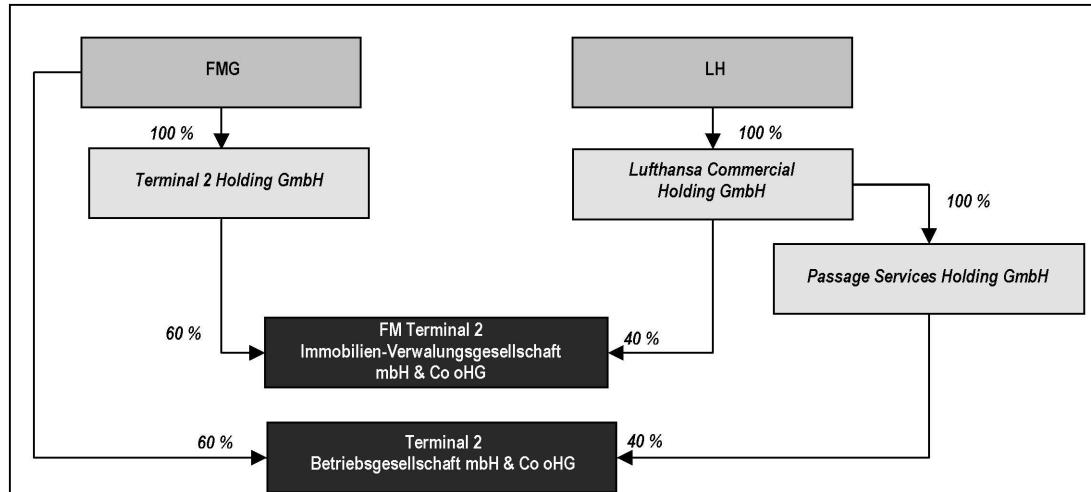 FMG
LH
100 %
100 %
Terminal 2 Holding GmbH
Lufthansa Commercial
Holding GmbH
100 %
Passage Services Holding GmbH
60 %
FM Terminal 2
Immobilien-Verwalungsgesellschaft
mbH & Co oHG
40 %
60 %
Terminal 2
Betriebsgesellschaft mbH & Co oHG
40 %